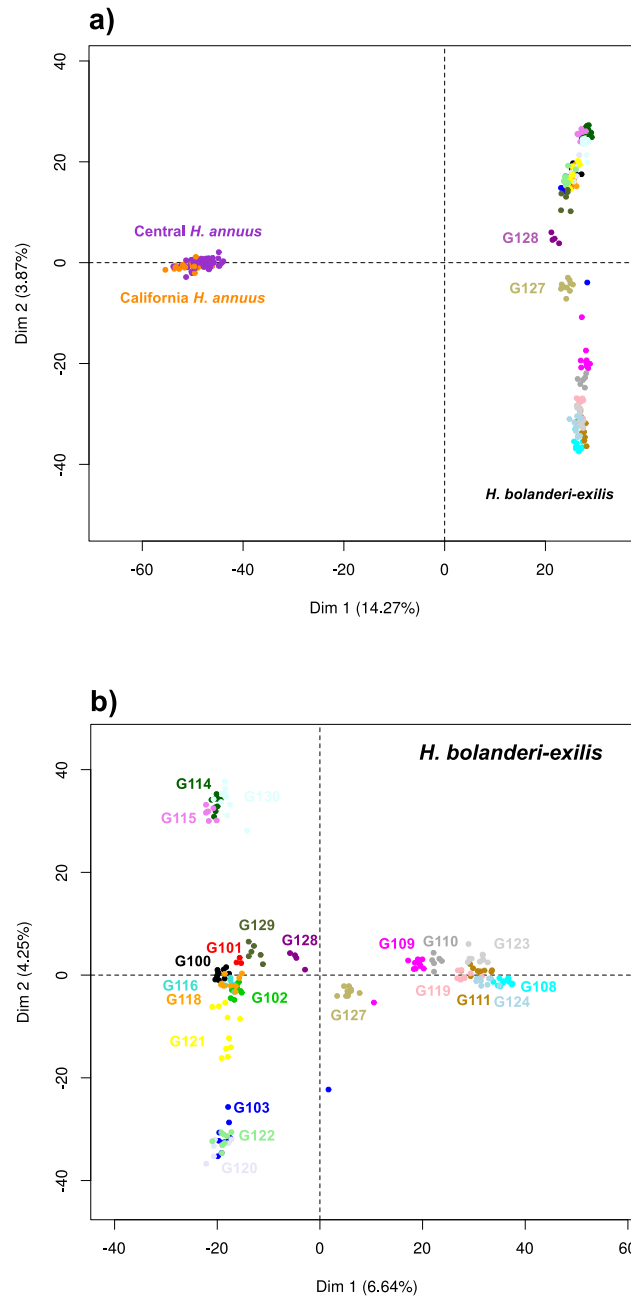 a)
40
20
0
-20
-40
Dim 2 (3.87%)
Central H. annuus
California H. annuus
G128
G127
H. bolanderi-exilis
-60
-40
-20
0
20
Dim 1 (14.27%)
b)
H. bolanderi-exilis
40
20
0
-20
-40
Dim 2 (4.25%)
G114
G130
G115
G129
G128
G101
G100
G109
G110
G123
G116
G118
G102
G119
G111
G108
G124
G127
G121
G103
G122
G120
-40
-20
0
20
40
60
Dim 1 (6.64%)